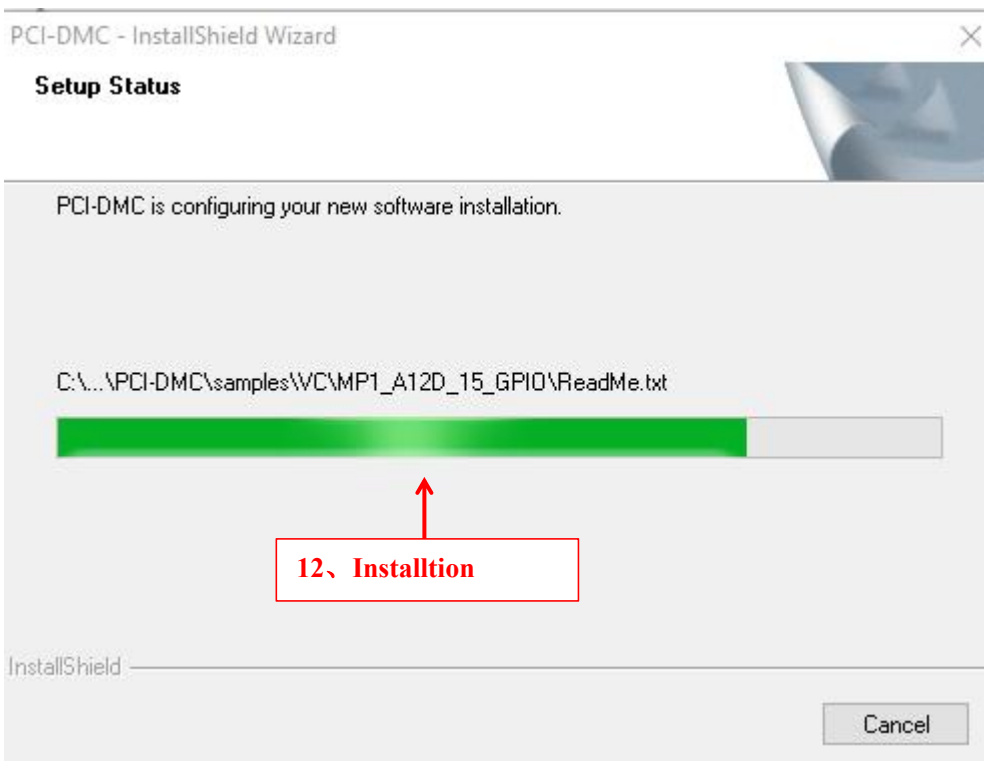 PCI-DMC - InstallShield Wizard
Setup Status
PCI-DMC is configuring your new software installation.
C:\...\PCI-DMC\samples\VC\MP1_A12D_15_GPIO\ReadMe.txt
12、Installtion
InstallShield
Cancel